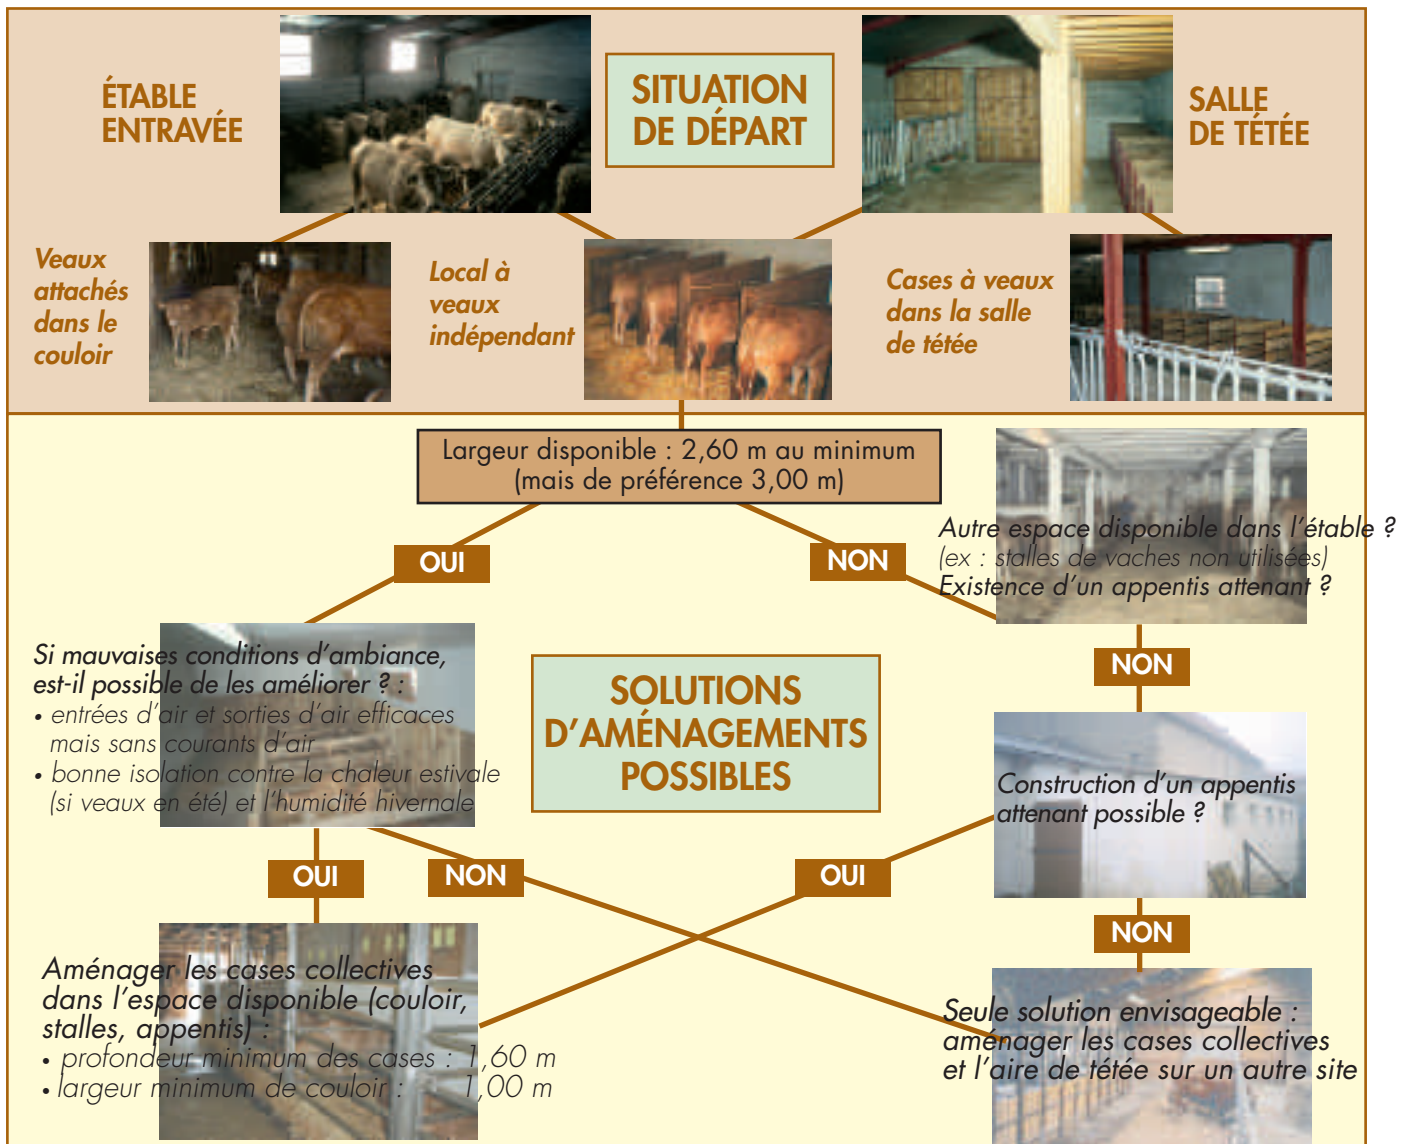 ÉTABLE
ENTRAVÉE
SITUATION
DE DÉPART
SALLE
DE TÉTÉE
Veaux
attachés
dans le
couloir
Local à
veaux
indépendant
Cases à veaux
dans la salle
de tétée
Largeur disponible : 2,60 m au minimum
(mais de préférence 3,00 m)
OUI
NON
Autre espace disponible dans l'étable ?
(ex : stalles de vaches non utilisées)
Existence d'un appentis attenant ?
Si mauvaises conditions d'ambiance,
est-il possible de les améliorer ? :
• entrées d'air et sorties d'air efficaces
mais sans courants d'air
• bonne isolation contre la chaleur estivale
(si veaux en été) et l'humidité hivernale
SOLUTIONS
D'AMÉNAGEMENTS
POSSIBLES
NON
Construction d'un appentis
attenant possible ?
OUI
NON
OUI
NON
Aménager les cases collectives
dans l'espace disponible (couloir,
stalles, appentis) :
• profondeur minimum des cases : 1,60 m
• largeur minimum de couloir : 1,00 m
Seule solution envisageable :
aménager les cases collectives
et l'aire de tétée sur un autre site